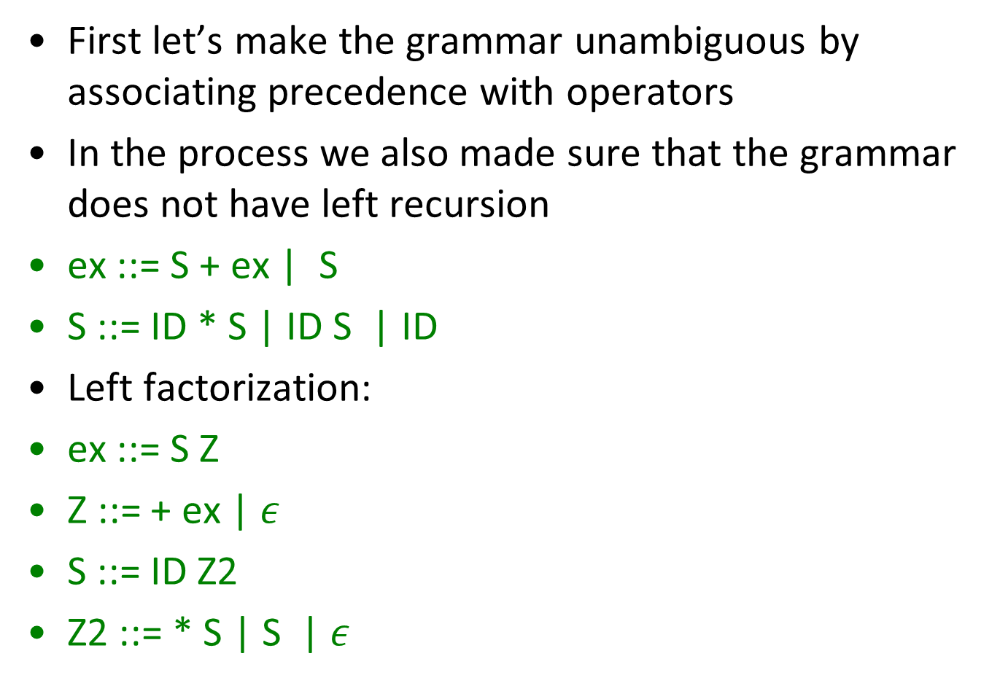 • First let’s make the grammar unambiguous by
associating precedence with operators
• In the process we also made sure that the grammar
does not have left recursion
• ex ::= S + ex | S
• S ::= ID * S | ID S | ID
• Left factorization:
• ex ::= S Z
• Z ::= + ex | ϵ
• S ::= ID Z2
• Z2 ::= * S | S | ϵ